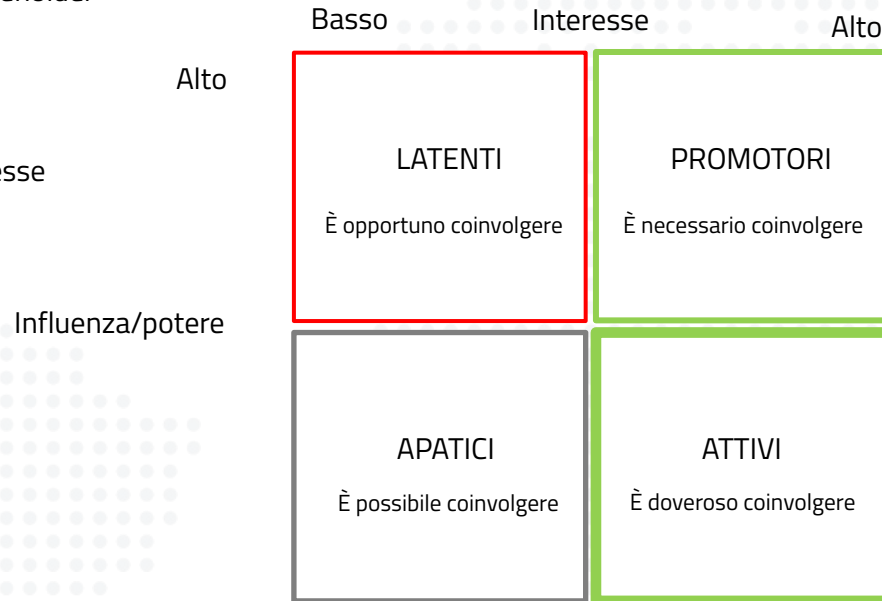 Basso Interesse Alto
Alto
LATENTI PROMOTORI
È opportuno coinvolgere È necessario coinvolgere
Influenza/potere
APATICI ATTIVI
È possibile coinvolgere È doveroso coinvolgere